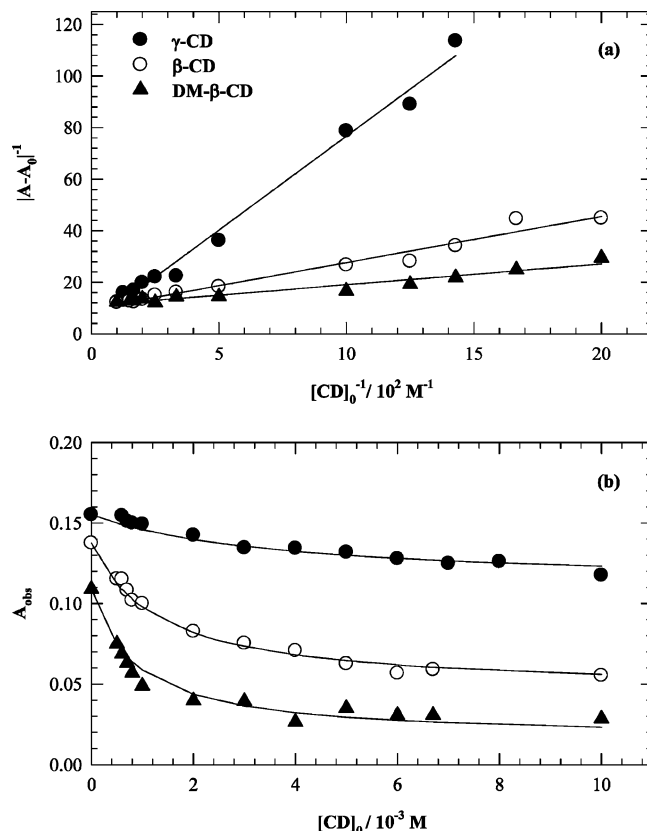 120
100
80
60
40
20
0
|A-A₀|⁻¹
γ-CD
β-CD
DM-β-CD
(a)
0 5 10 15 20
[CD]₀⁻¹/ 10² M⁻¹
0.20
0.15
0.10
0.05
0.00
A_obs
(b)
0 2 4 6 8 10
[CD]₀ / 10⁻³ M